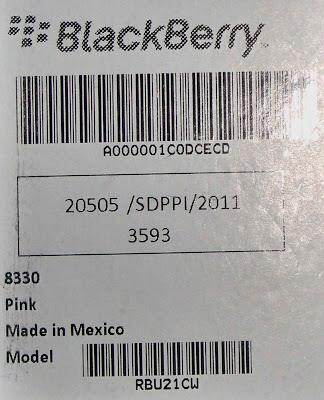 BlackBerry
A000001C0DCECD
20505 /SDPPI/2011
3593
8330
Pink
Made in Mexico
Model
RBU21CW